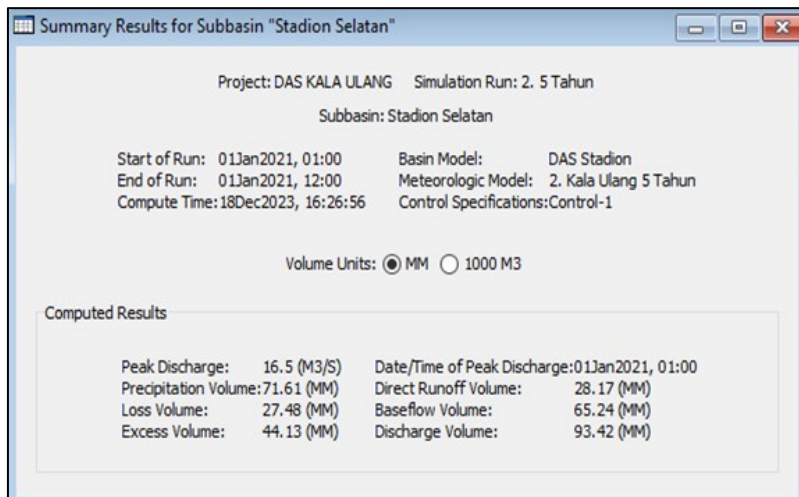 Summary Results for Subbasin "Stadion Selatan"
Project: DAS KALA ULANG Simulation Run: 2. 5 Tahun
Subbasin: Stadion Selatan
Start of Run: 01Jan2021, 01:00 Basin Model: DAS Stadion
End of Run: 01Jan2021, 12:00 Meteorologic Model: 2. Kala Ulang 5 Tahun
Compute Time:18Dec2023, 16:26:56 Control Specifications:Control-1
Volume Units: MM 1000 M3
Computed Results
Peak Discharge: 16.5 (M3/S) Date/Time of Peak Discharge:01Jan2021, 01:00
Precipitation Volume:71.61 (MM) Direct Runoff Volume: 28.17 (MM)
Loss Volume: 27.48 (MM) Baseflow Volume: 65.24 (MM)
Excess Volume: 44.13 (MM) Discharge Volume: 93.42 (MM)